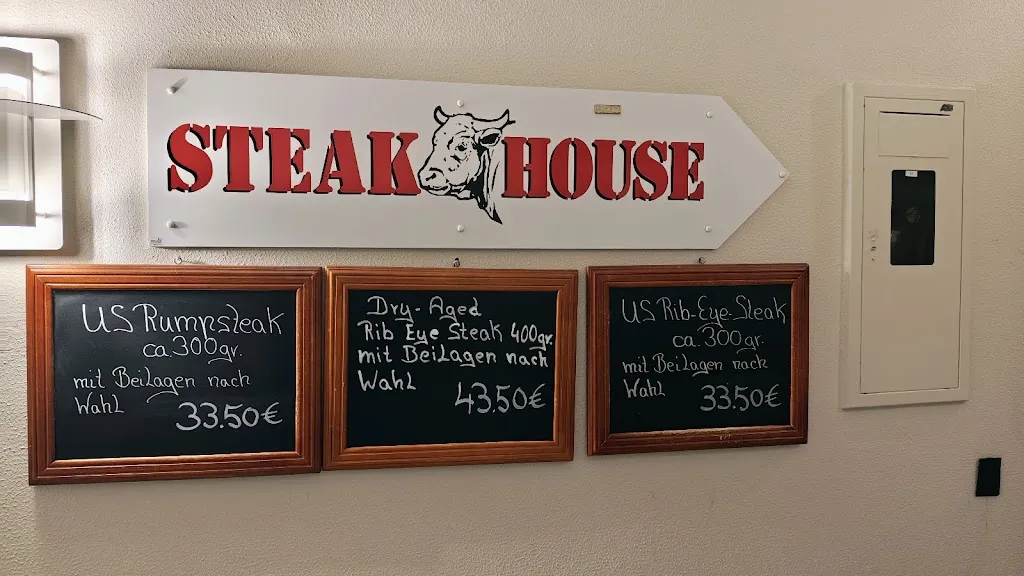 STEAK HOUSE
US Rumpsteak
ca.300gr.
mit Beilagen nach
Wahl
33.50€
Dry-Aged
Rib Eye Steak 400gr.
mit Beilagen nach
Wahl
43.50€
US Rib-Eye-Steak
ca.300gr.
mit Beilagen nach
Wahl
33.50€